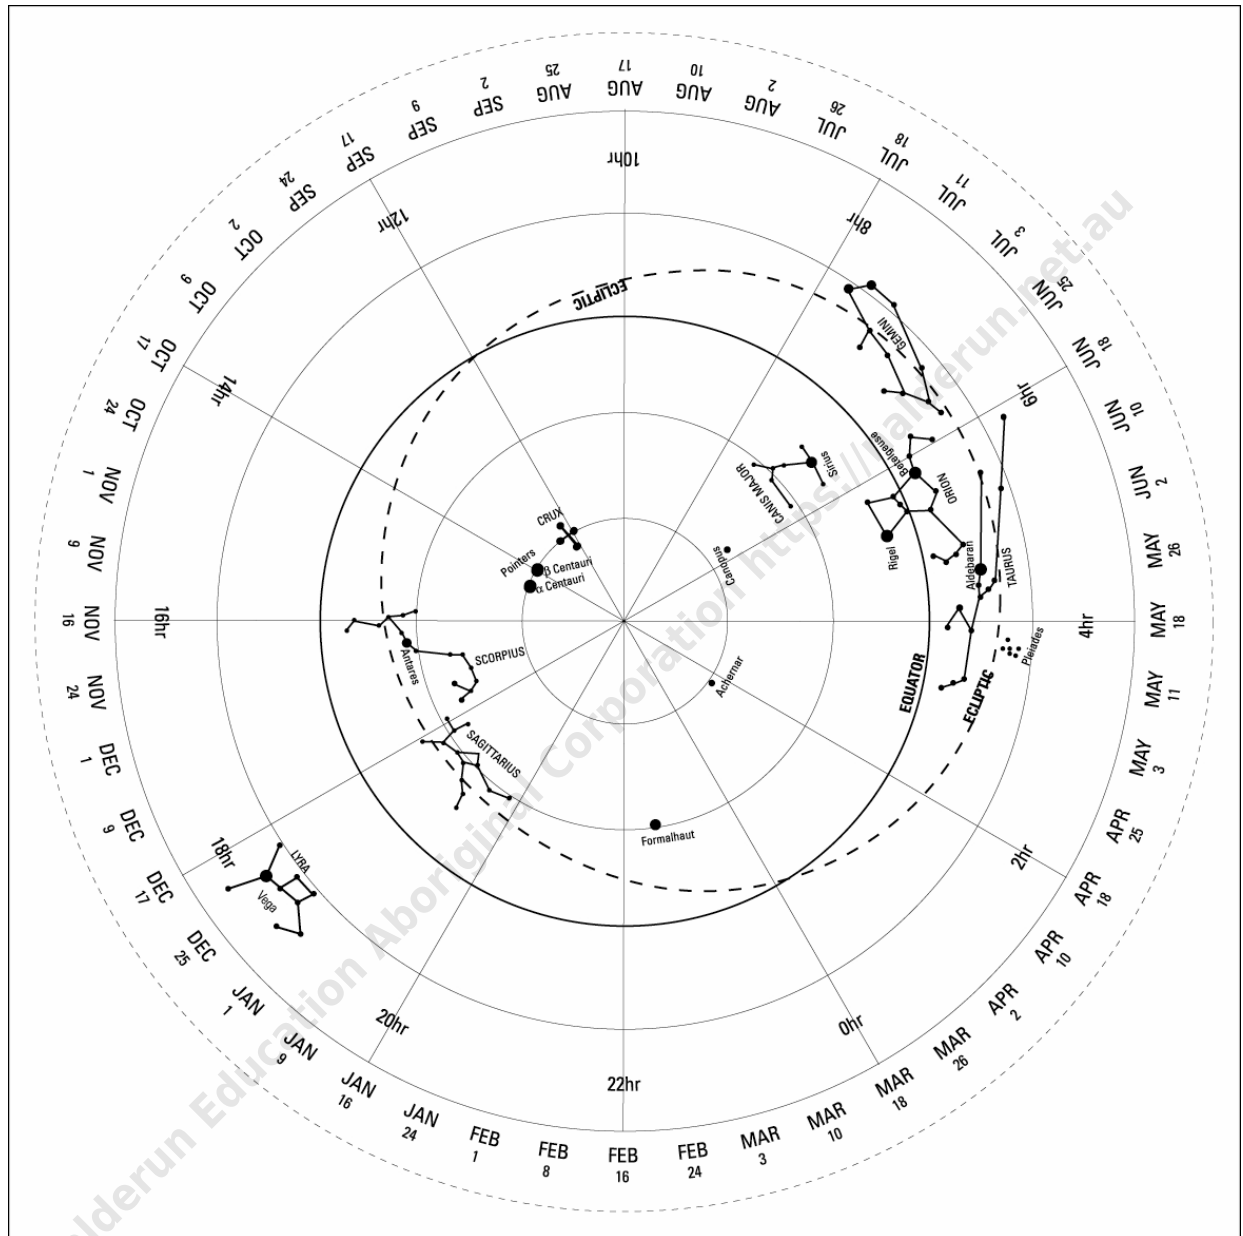 AUG
17
AUG
10
AUG
2
JUL
26
JUL
18
JUL
11
JUL
3
JUN
25
JUN
18
JUN
10
JUN
2
MAY
26
MAY
18
MAY
11
MAY
3
APR
25
APR
18
APR
10
APR
2
MAR
26
MAR
18
MAR
10
MAR
3
FEB
24
FEB
16
FEB
8
FEB
1
JAN
24
JAN
16
JAN
9
JAN
1
DEC
25
DEC
17
DEC
9
DEC
1
NOV
24
NOV
16
NOV
9
NOV
1
OCT
24
OCT
17
OCT
9
OCT
2
SEP
24
SEP
17
SEP
9
SEP
2
AUG
25
10hr
8hr
6hr
4hr
2hr
0hr
22hr
20hr
18hr
16hr
14hr
12hr
ECLIPTIC
GEMINI
Betelgeuse
ORION
Rigel
Sirius
CANIS MAJOR
Canopus
Aldebaran
TAURUS
Pleiades
EQUATOR
ECLIPTIC
Achernar
Formalhaut
CRUX
Pointers
β Centauri
α Centauri
Antares
SCORPIUS
SAGITTARIUS
LYRA
Vega
alderun Education Aboriginal Corporation https://nalderun.net.au